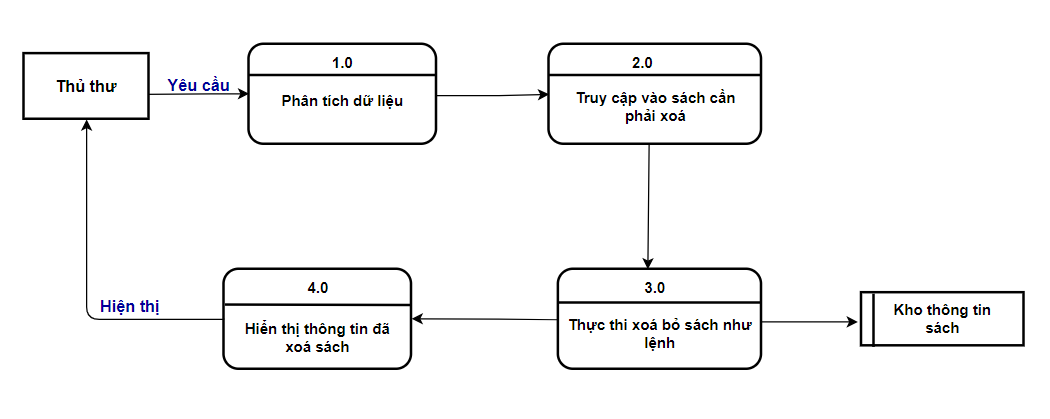 Thủ thư
Yêu cầu
1.0
Phân tích dữ liệu
2.0
Truy cập vào sách cần
phải xoá
Hiện thị
4.0
Hiển thị thông tin đã
xoá sách
3.0
Thực thi xoá bỏ sách như
lệnh
Kho thông tin
sách